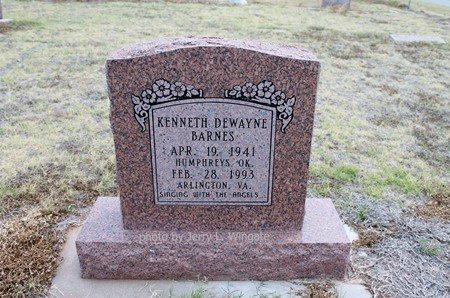 KENNETH DEWAYNE
BARNES
APR. 19, 1941
HUMPHREYS, OK.
FEB. 28, 1993
ARLINGTON, VA.
SINGING WITH THE ANGELS...
photo by Jerry L. Wingets